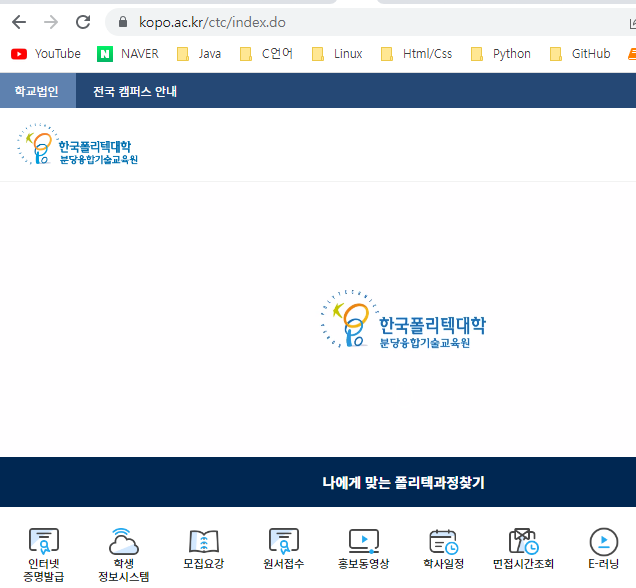 kopo.ac.kr/ctc/index.do
YouTube NAVER Java C언어 Linux Html/Css Python GitHub
학교법인 전국 캠퍼스 안내
한국폴리텍대학
분당융합기술교육원
한국폴리텍대학
분당융합기술교육원
나에게 맞는 폴리텍과정찾기
인터넷
증명발급
학생
정보시스템
모집요강
원서접수
홍보동영상
학사일정
면접시간조회
E-러닝